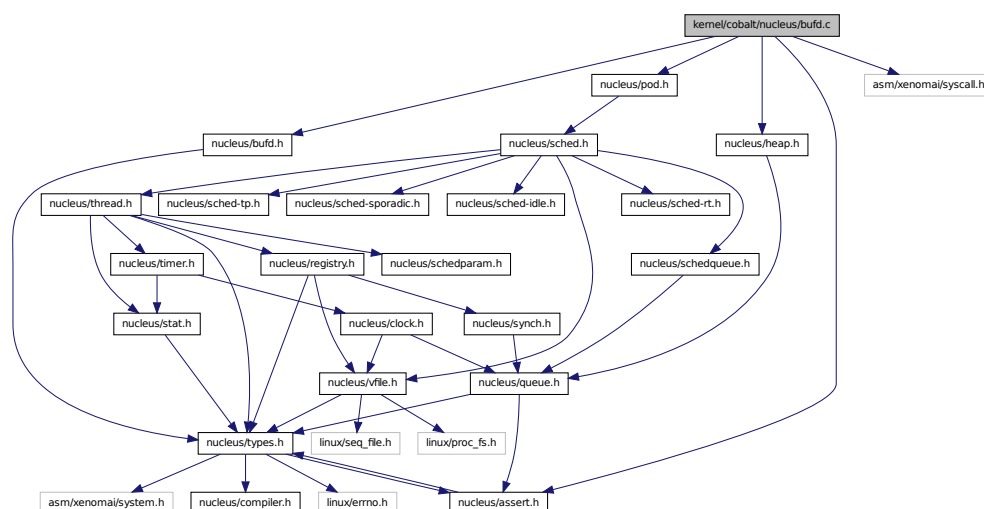 kernel/cobalt/nucleus/bufd.c
nucleus/pod.h
asm/xenomai/syscall.h
nucleus/bufd.h
nucleus/sched.h
nucleus/heap.h
nucleus/thread.h
nucleus/sched-tp.h
nucleus/sched-sporadic.h
nucleus/sched-idle.h
nucleus/sched-rt.h
nucleus/timer.h
nucleus/registry.h
nucleus/schedparam.h
nucleus/schedqueue.h
nucleus/stat.h
nucleus/clock.h
nucleus/synch.h
nucleus/vfile.h
nucleus/queue.h
nucleus/types.h
linux/seq_file.h
linux/proc_fs.h
asm/xenomai/system.h
nucleus/compiler.h
linux/errno.h
nucleus/assert.h